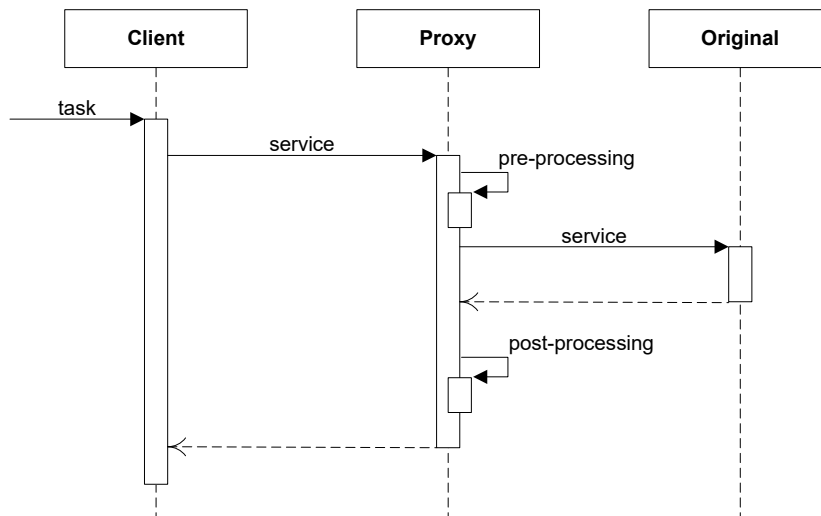 Client
Proxy
Original
task
service
pre-processing
service
post-processing